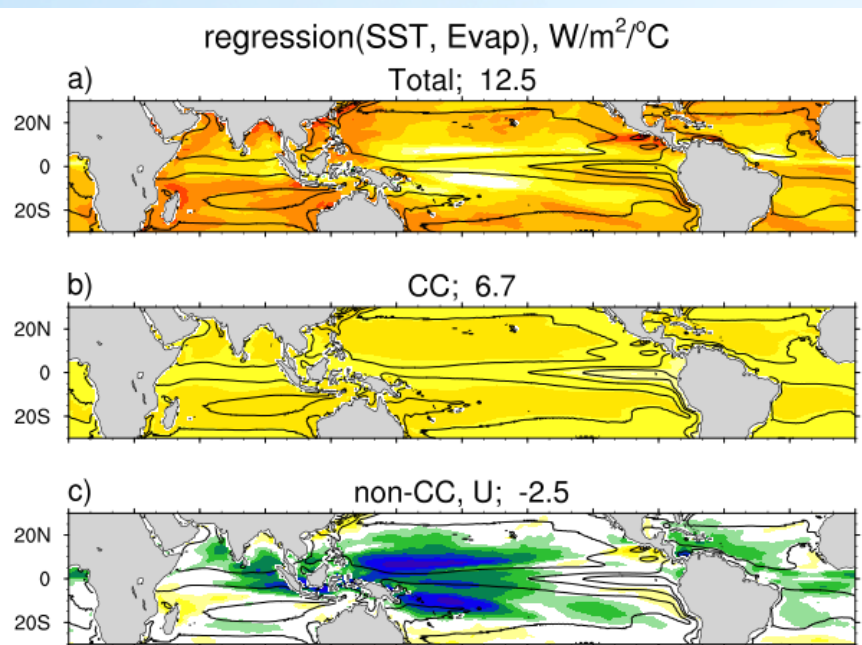 regression(SST, Evap), W/m²/°C
a)
Total; 12.5
20N
0
20S
b)
CC; 6.7
20N
0
20S
c)
non-CC, U; -2.5
20N
0
20S